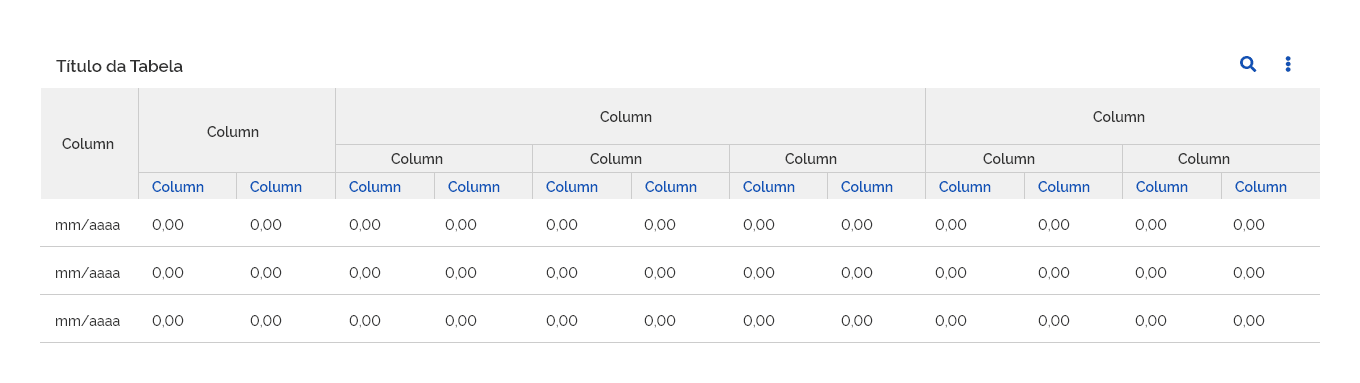 Título da Tabela
Column Column
Column
Column
Column Column Column Column Column
Column Column Column Column Column Column Column Column Column Column Column Column
mm/aaaa 0,00 0,00 0,00 0,00 0,00 0,00 0,00 0,00 0,00 0,00 0,00 0,00
mm/aaaa 0,00 0,00 0,00 0,00 0,00 0,00 0,00 0,00 0,00 0,00 0,00 0,00
mm/aaaa 0,00 0,00 0,00 0,00 0,00 0,00 0,00 0,00 0,00 0,00 0,00 0,00